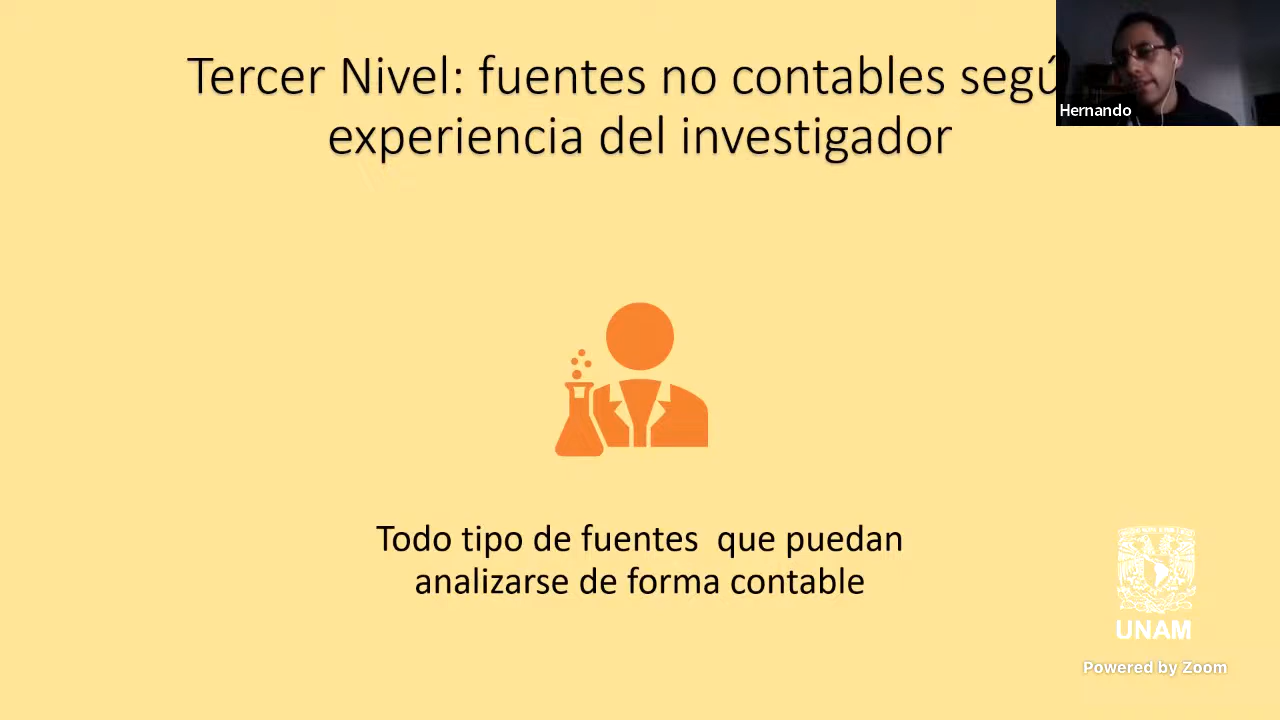 Tercer Nivel: fuentes no contables segú
experiencia del investigador
Hernando
Todo tipo de fuentes que puedan
analizarse de forma contable
UNAM
Powered by Zoom